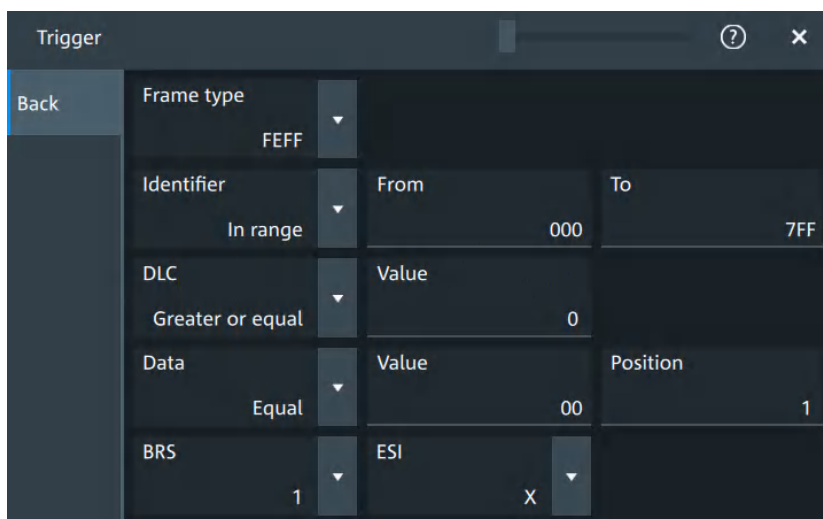 Trigger
?
×
Back
Frame type
FEFF
Identifier
In range
From
000
To
7FF
DLC
Greater or equal
Value
0
Data
Equal
Value
00
Position
1
BRS
1
ESI
X